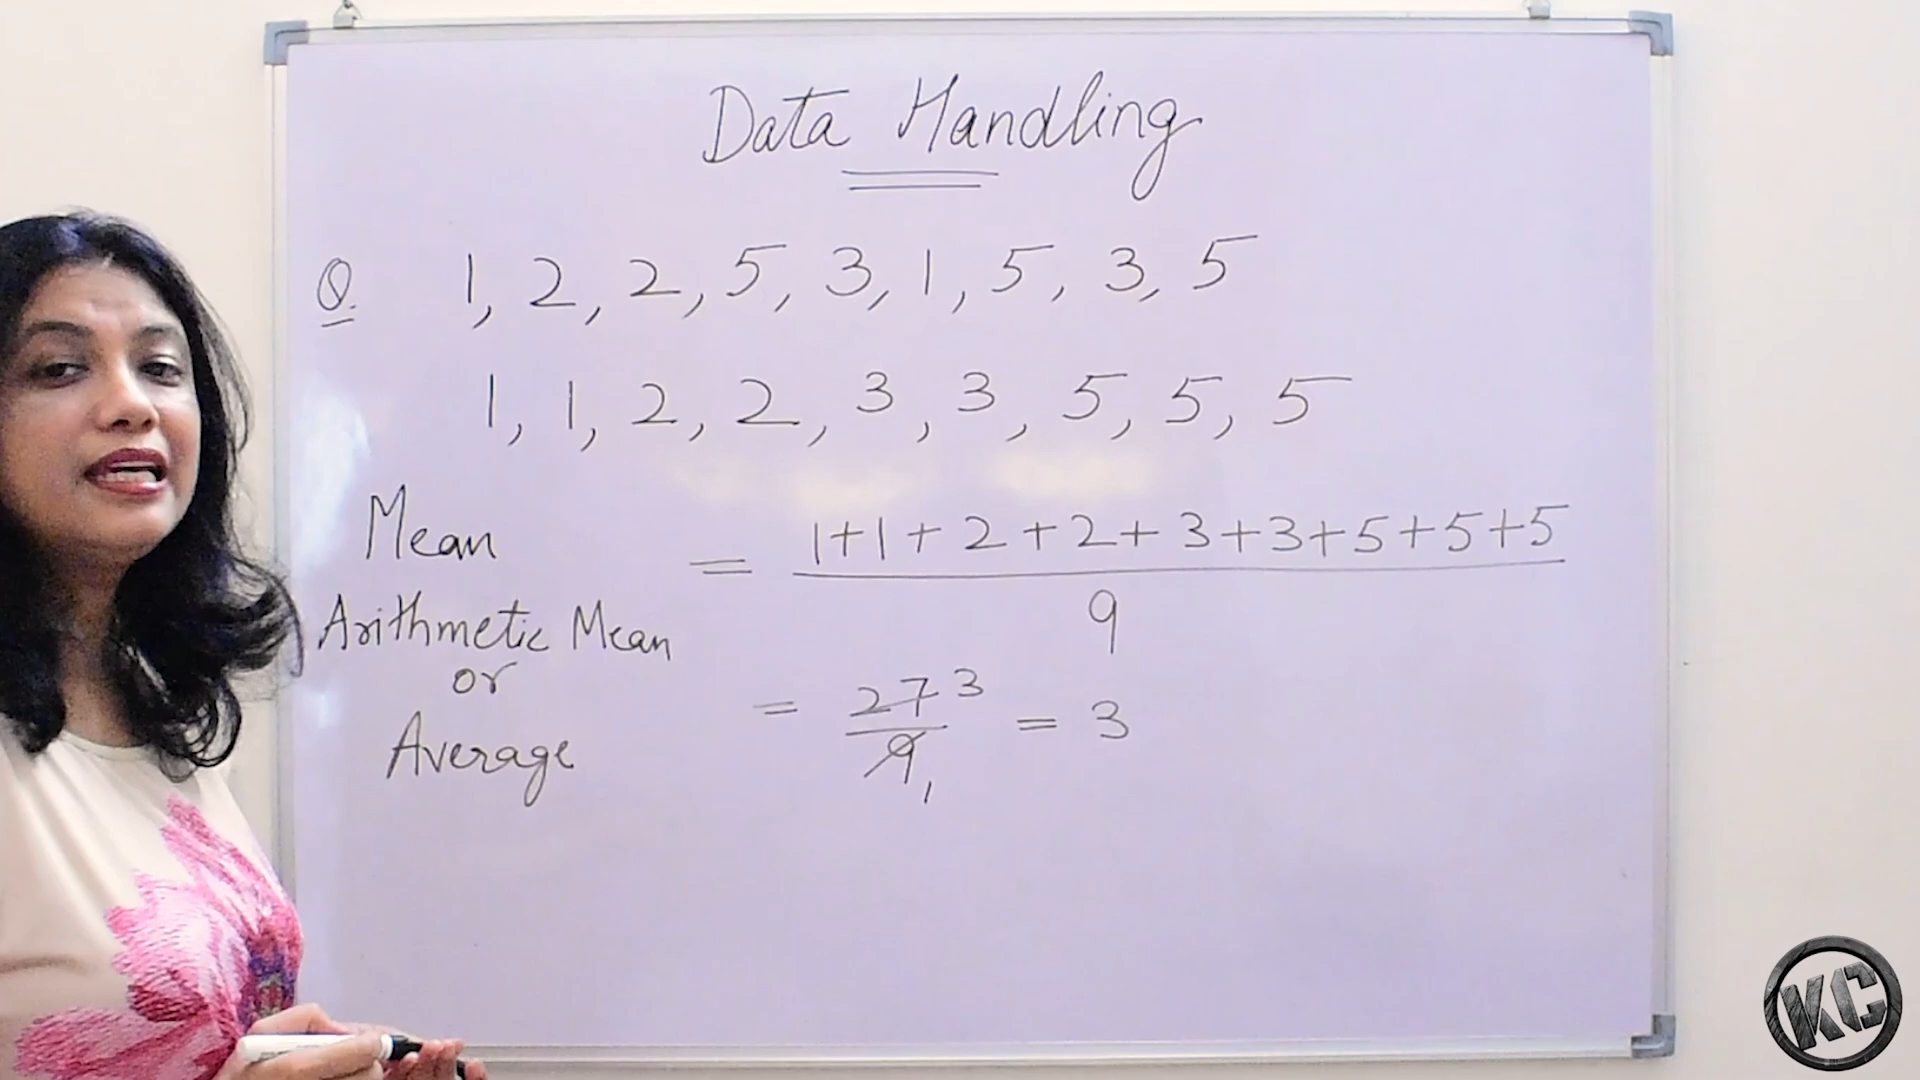 Data Handling
Q. 1, 2, 2, 5, 3, 1, 5, 3, 5
1, 1, 2, 2, 3, 3, 5, 5, 5
Mean
Arithmetic Mean
or
Average
= 1+1+2+2+3+3+5+5+5
9
= 27 3 = 3
9 1
KC